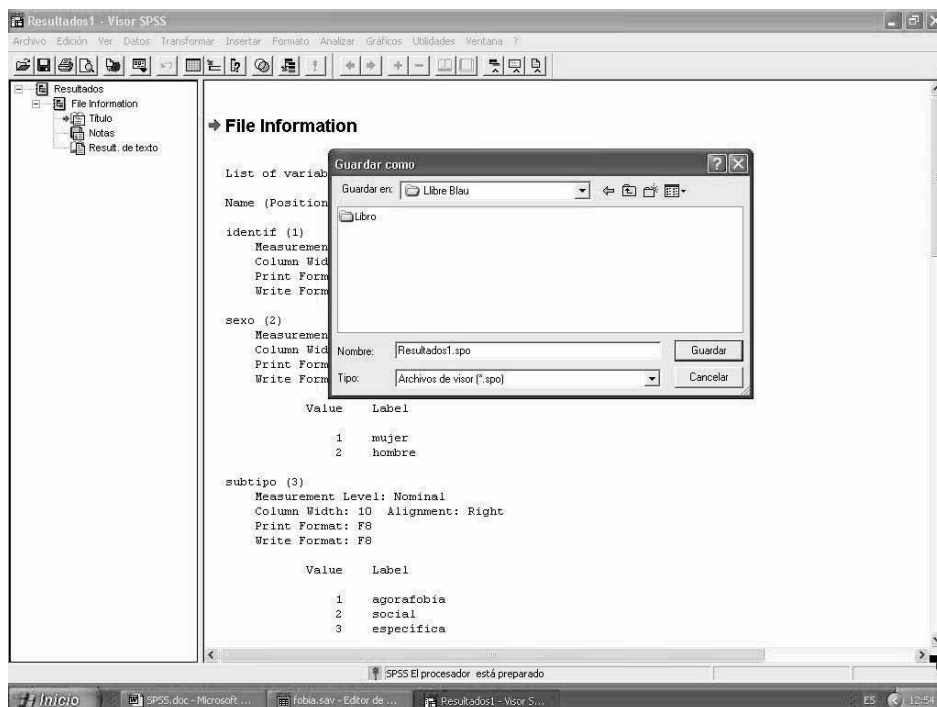 Resultados1 - Visor SPSS
Archivo Edición Ver Datos Transformar Insertar Formato Analizar Gráficos Utilidades Ventana ?
Resultados
File Information
Título
Notas
Result. de texto
File Information
List of variab
Name (Position
identif (1)
Measuremen
Column Wid
Print Form
Write Form
sexo (2)
Measuremen
Column Wid
Print Form
Write Form
Value Label
1 mujer
2 hombre
subtipo (3)
Measurement Level: Nominal
Column Width: 10 Alignment: Right
Print Format: F8
Write Format: F8
Value Label
1 agorafobia
2 social
3 específica
Guardar como
Guardar en: Llibre Blau
Libro
Nombre: Resultados1.spo Guardar
Tipo: Archivos de visor (*.spo) Cancelar
SPSS El procesador está preparado
Inicio SPSS.doc - Microsoft ... fobia.sav - Editor de ... Resultados1 - Visor S... ES 12:54